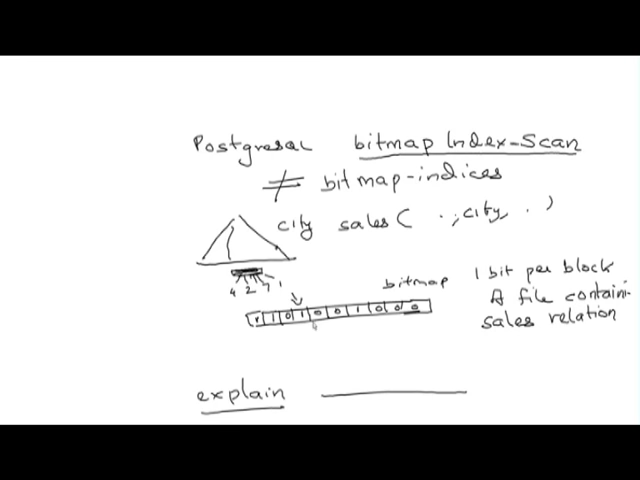 Postgresql bitmap Index-Scan
≠ bitmap-indices
city sales( . , city, . )
4 2 7 1
bitmap
1 bit per block
A file containi
sales relation
1 1 0 1 0 0 1 0 0 0
explain